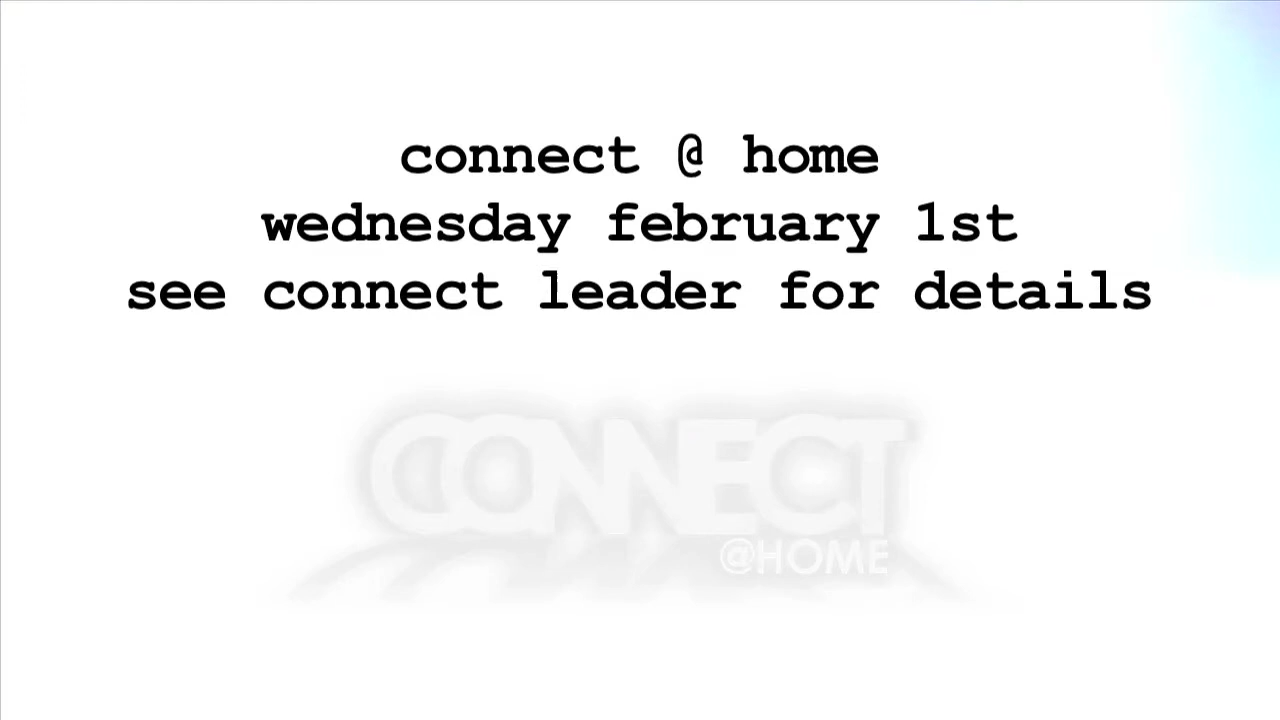 connect @ home
wednesday february 1st
see connect leader for details
CONNECT
@HOME